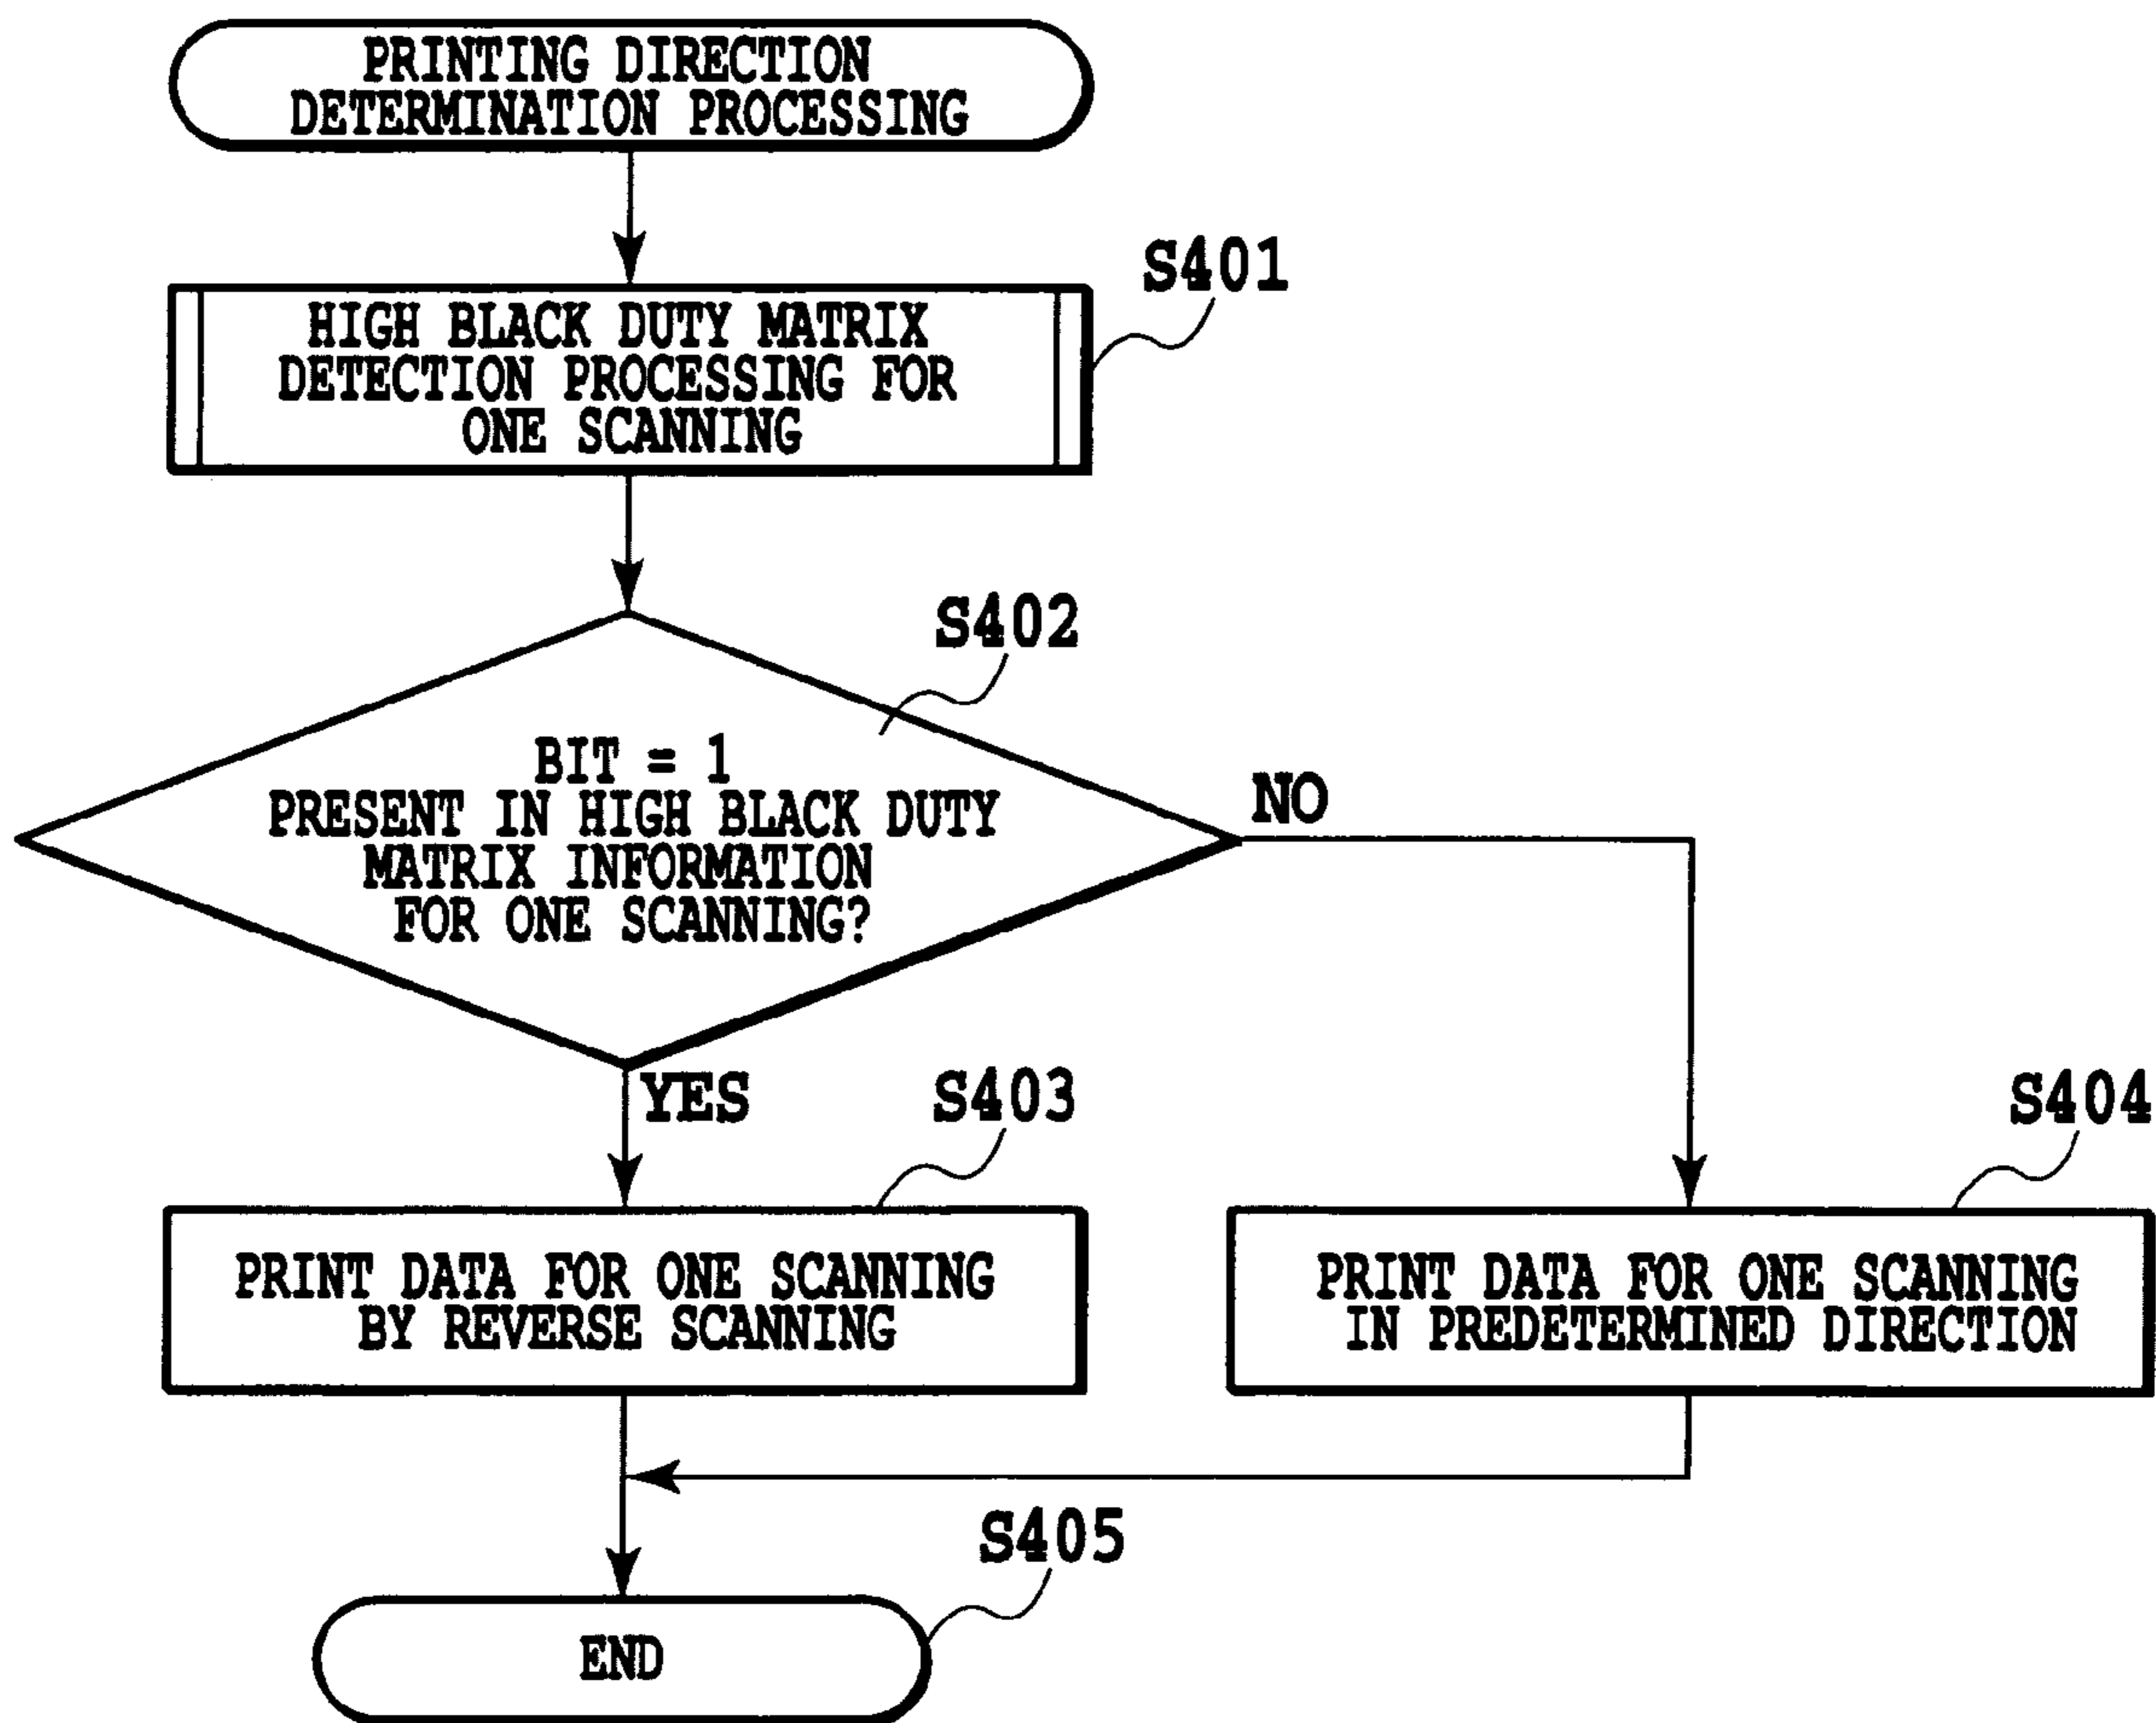 PRINTING DIRECTION
DETERMINATION PROCESSING
S401
HIGH BLACK DUTY MATRIX
DETECTION PROCESSING FOR
ONE SCANNING
S402
BIT = 1
PRESENT IN HIGH BLACK DUTY
MATRIX INFORMATION
FOR ONE SCANNING?
NO
YES
S403
PRINT DATA FOR ONE SCANNING
BY REVERSE SCANNING
S404
PRINT DATA FOR ONE SCANNING
IN PREDETERMINED DIRECTION
S405
END